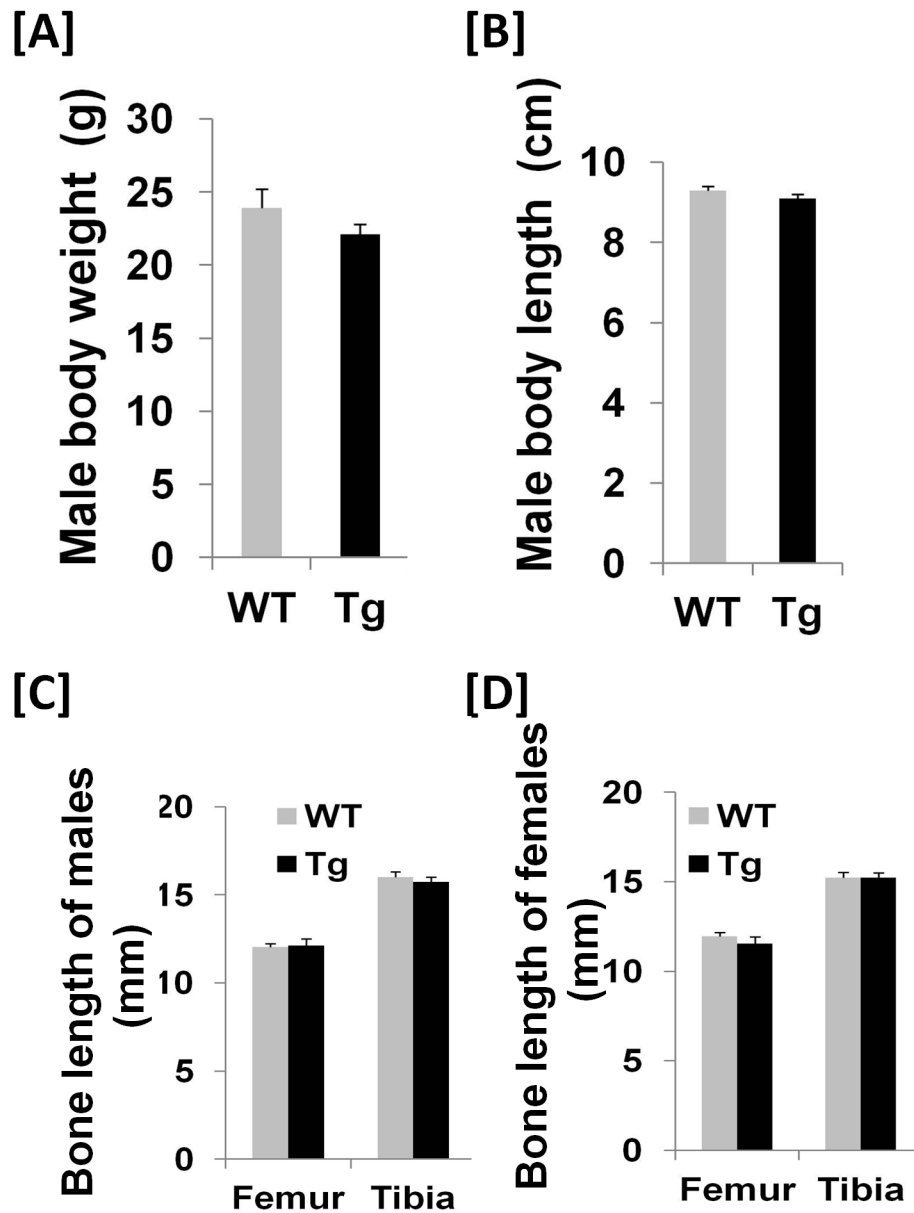 [A]
Male body weight (g)
30
25
20
15
10
5
0
WT Tg
[B]
Male body length (cm)
10
8
6
4
2
0
WT Tg
[C]
Bone length of males
(mm)
20
15
10
5
0
WT
Tg
Femur Tibia
[D]
Bone length of females
(mm)
20
15
10
5
0
WT
Tg
Femur Tibia